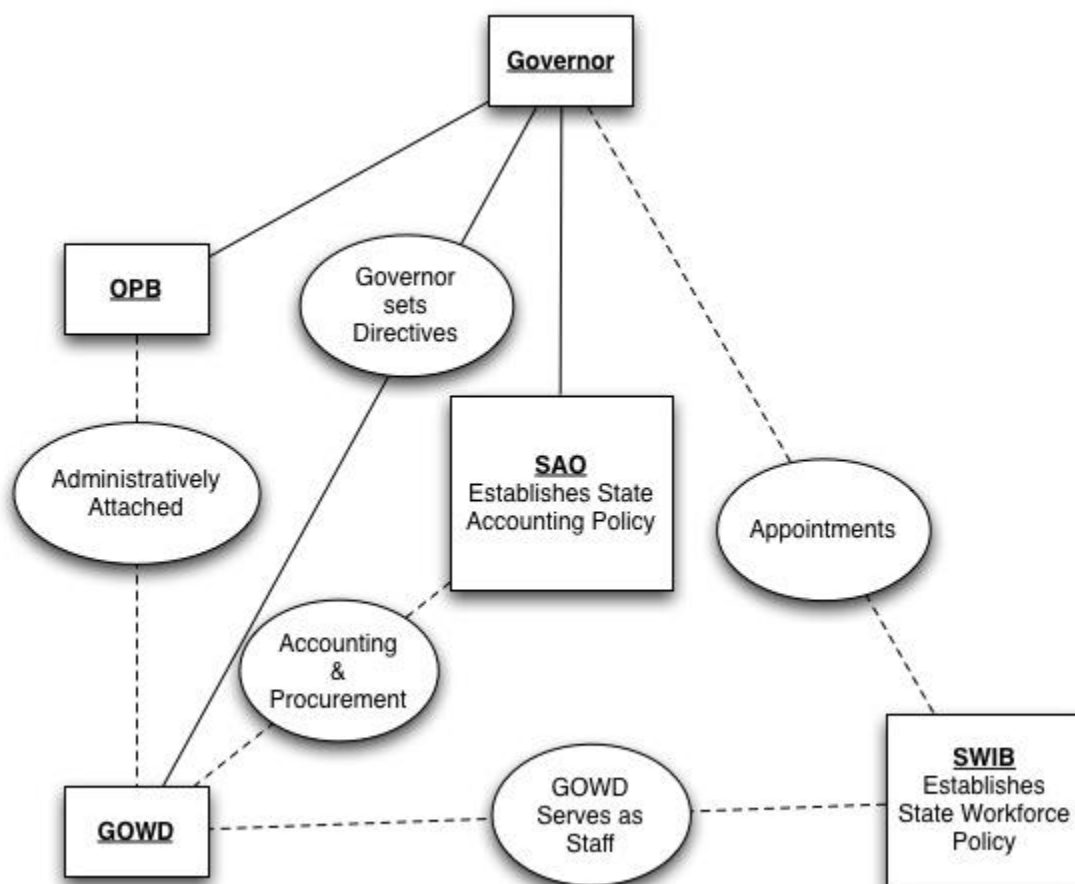 Governor
OPB
Governor
sets
Directives
SAO
Establishes State
Accounting Policy
Administratively
Attached
Appointments
Accounting
&
Procurement
SWIB
Establishes
State Workforce
Policy
GOWD
Serves as
Staff
GOWD